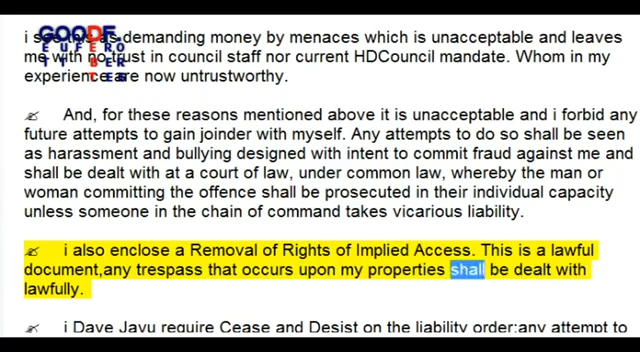 GOODF
EUFERO
TTTBBER
TES
i see this as demanding money by menaces which is unacceptable and leaves
me with no trust in council staff nor current HDCouncil mandate. Whom in my
experience are now untrustworthy.
And, for these reasons mentioned above it is unacceptable and i forbid any
future attempts to gain joinder with myself. Any attempts to do so shall be seen
as harassment and bullying designed with intent to commit fraud against me and
shall be dealt with at a court of law, under common law, whereby the man or
woman committing the offence shall be prosecuted in their individual capacity
unless someone in the chain of command takes vicarious liability.
i also enclose a Removal of Rights of Implied Access. This is a lawful
document,any trespass that occurs upon my properties shall be dealt with
lawfully.
i Dave Jayu require Cease and Desist on the liability order:any attempt to